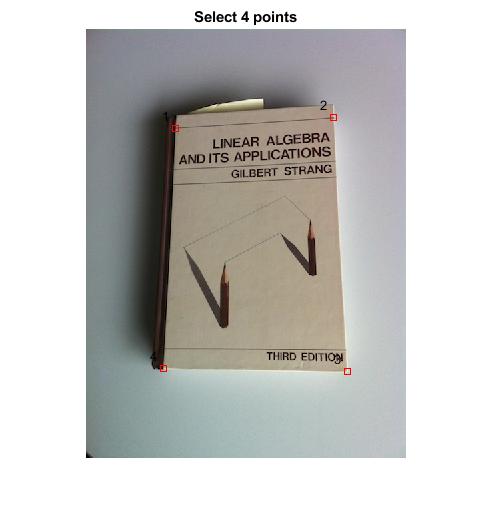 Select 4 points
1
2
LINEAR ALGEBRA
AND ITS APPLICATIONS
GILBERT STRANG
THIRD EDITION
3
4